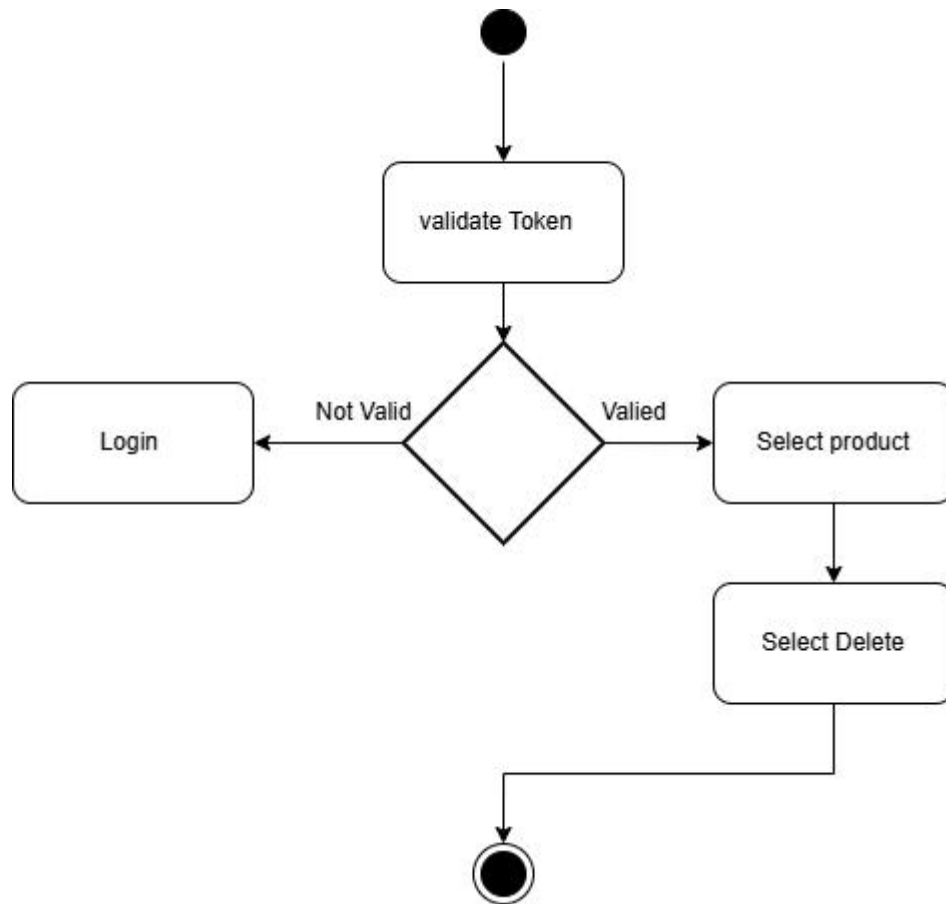 validate Token
Not Valid
Valied
Login
Select product
Select Delete